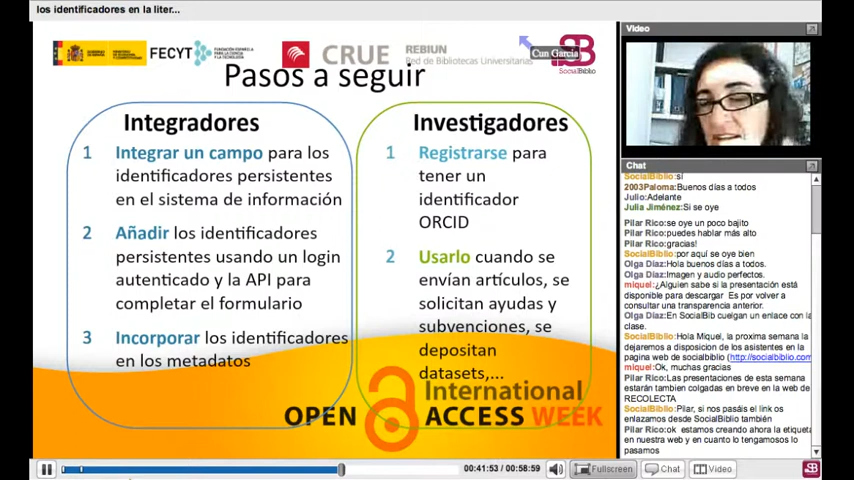 los identificadores en la liter...
FECYT
CRUE
REBIUN
Red de Bibliotecas Universitarias
Cun García
SB
SOCIALBiblio
Pasos a seguir
Integradores
1 Integrar un campo para los
identificadores persistentes
en el sistema de información
2 Añadir los identificadores
persistentes usando un login
autenticado y la API para
completar el formulario
3 Incorporar los identificadores
en los metadatos
Investigadores
1 Registrarse para
tener un
identificador
ORCID
2 Usarlo cuando se
envían artículos, se
solicitan ayudas y
subvenciones, se
depositan
datasets,...
International
OPEN ACCESS WEEK
Video
Chat
SocialBiblio:sí
2003Paloma:Buenos días a todos
Julio:Adelante
Julia Jiménez:Si se oye
Pilar Rico:se oye un poco bajito
Pilar Rico:puedes hablar más alto
Pilar Rico:gracias!
SocialBiblio:por aquí se oye bien
Olga Díaz:Hola buenos días a todos.
Olga Díaz:Imagen y audio perfectos.
miquel:¿Alguien sabe si la presentación está
disponible para descargar Es por volver a
consultar una transparencia anterior.
Olga Díaz:En SocialBib cuelgan un enlace con la
clase.
SocialBiblio:Hola Miquel, la proxima semana la
dejaremos a disposicion de los asistentes en la
pagina web de socialbiblio (http://socialbiblio.com
miquel:Ok, muchas gracias
Pilar Rico:Las presentaciones de esta semana
estarán tambien colgadas en breve en la web de
RECOLECTA
SocialBiblio:Pilar, si nos pasáis el link os
enlazamos desde SocialBiblio también
Pilar Rico:ok estamos creando ahora la etiqueta
en nuestra web y en cuanto lo tengamosos lo
pasamos
00:41:53 / 00:58:59
Fullscreen
Chat
Video